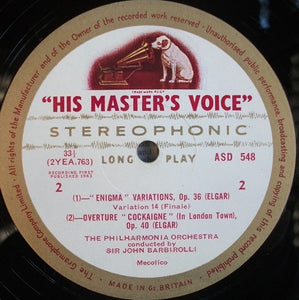 All rights of the Manufacturer and of the Owner of the recorded work reserved. Unauthorised public performance, broadcasting and copying of this record prohibited.
TRADE MARK
"HIS MASTER'S VOICE"
STEREOPHONIC
33⅓
(2YEA.763)
LONG PLAY
ASD 548
RECORDING FIRST
PUBLISHED 1963
2
2
(1)—"ENIGMA" VARIATIONS, Op. 36 (ELGAR)
Variation 14 (Finale)
(2)—OVERTURE "COCKAIGNE" (In London Town),
Op. 40 (ELGAR)
THE PHILHARMONIA ORCHESTRA
conducted by
SIR JOHN BARBIROLLI
Mecolico
The Gramophone Company Limited
Made in Gt. Britain